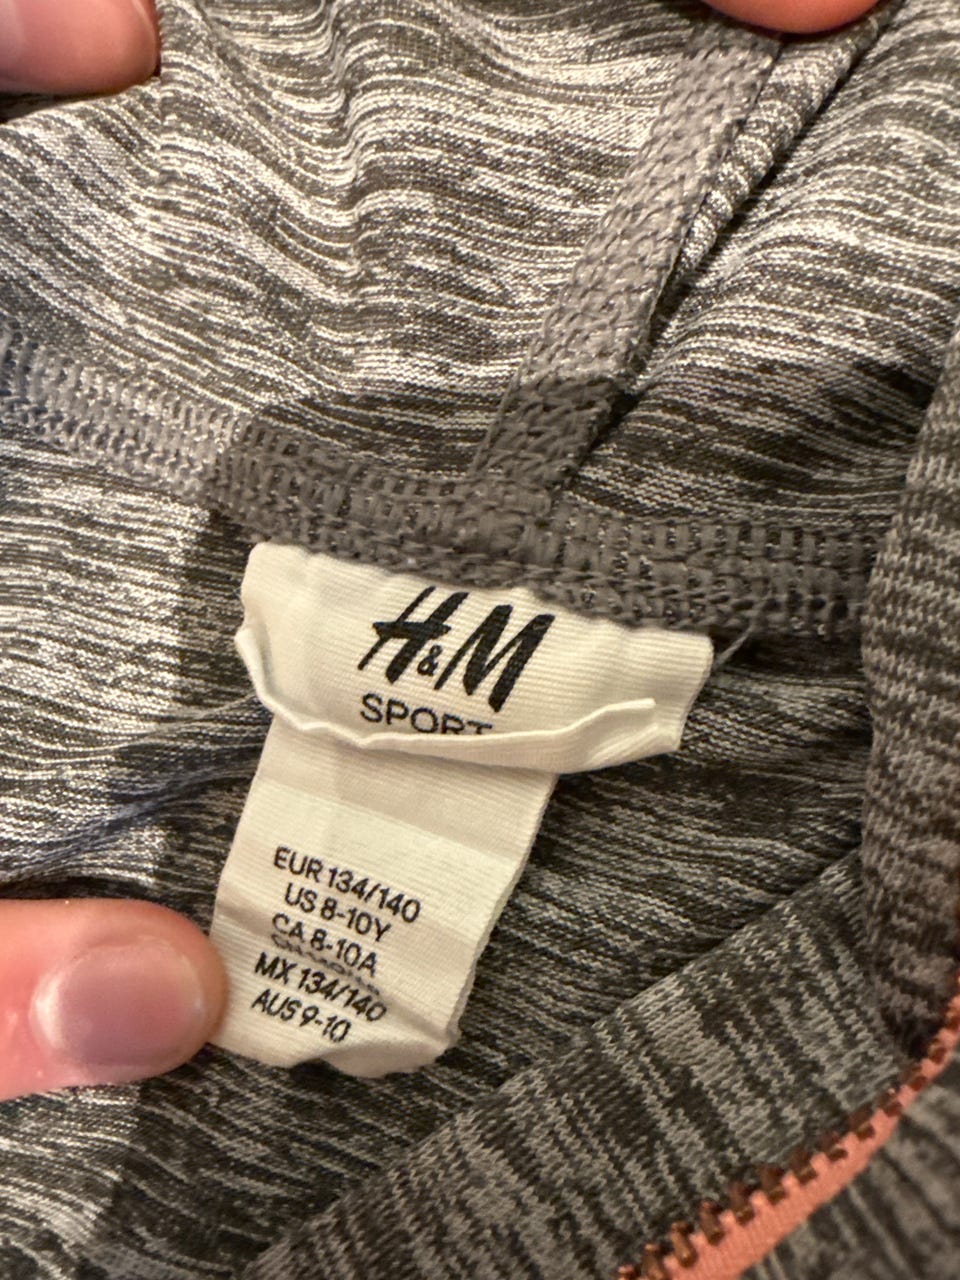 H&M
SPORT
EUR 134/140
US 8-10Y
CA 8-10A
MX 134/140
AUS 9-10